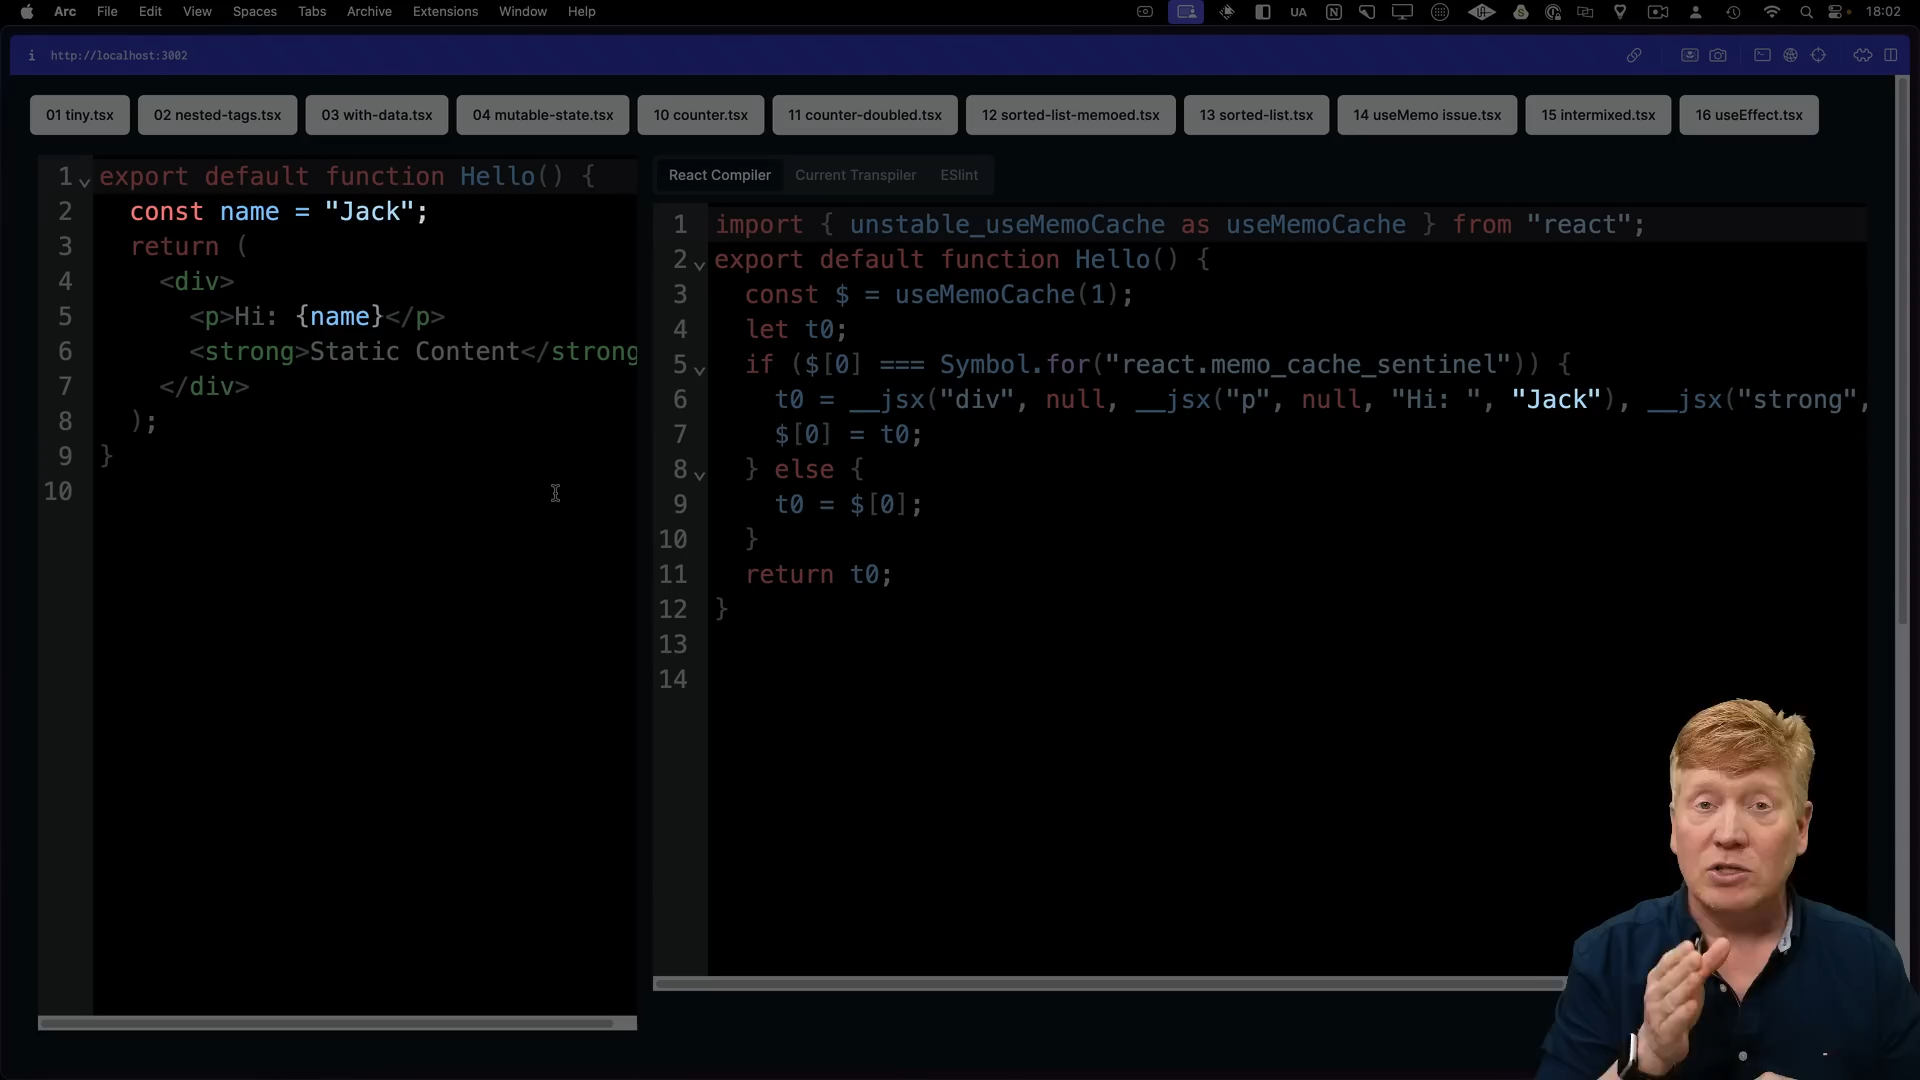 Arc File Edit View Spaces Tabs Archive Extensions Window Help UA 18:02
http://localhost:3002
01 tiny.tsx 02 nested-tags.tsx 03 with-data.tsx 04 mutable-state.tsx 10 counter.tsx 11 counter-doubled.tsx 12 sorted-list-memoed.tsx 13 sorted-list.tsx 14 useMemo issue.tsx 15 intermixed.tsx 16 useEffect.tsx
1 export default function Hello() {
2 const name = "Jack";
3 return (
4 <div>
5 <p>Hi: {name}</p>
6 <strong>Static Content</strong
7 </div>
8 );
9 }
10
React Compiler Current Transpiler ESlint
1 import { unstable_useMemoCache as useMemoCache } from "react";
2 export default function Hello() {
3 const $ = useMemoCache(1);
4 let t0;
5 if ($[0] === Symbol.for("react.memo_cache_sentinel")) {
6 t0 = __jsx("div", null, __jsx("p", null, "Hi: ", "Jack"), __jsx("strong",
7 $[0] = t0;
8 } else {
9 t0 = $[0];
10 }
11 return t0;
12 }
13
14